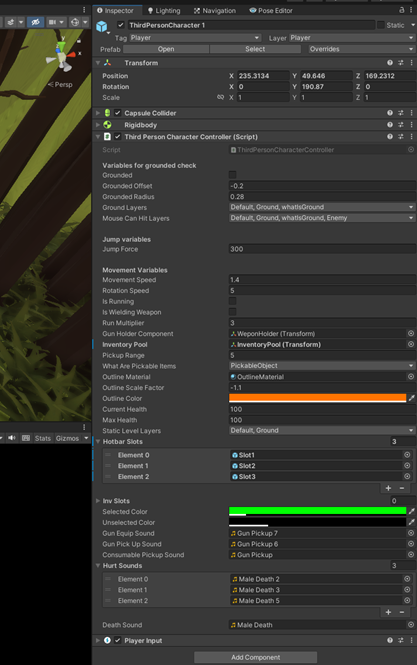 Inspector Lighting Navigation Pose Editor
ThirdPersonCharacter 1 Static
Tag Player Layer Player
Prefab Open Select Overrides
Transform
Position X 235.3134 Y 49.646 Z 169.2312
Rotation X 0 Y 190.87 Z 0
Scale X 1 Y 1 Z 1
Capsule Collider
Rigidbody
Third Person Character Controller (Script)
Script ThirdPersonCharacterController
Variables for grounded check
Grounded
Grounded Offset -0.2
Grounded Radius 0.28
Ground Layers Default, Ground, whatIsGround
Mouse Can Hit Layers Default, Ground, whatIsGround, Enemy
Jump variables
Jump Force 300
Movement Variables
Movement Speed 1.4
Rotation Speed 5
Is Running
Is Wielding Weapon
Run Multiplier 3
Gun Holder Component WeponHolder (Transform)
Inventory Pool InventoryPool (Transform)
Pickup Range 5
What Are Pickable Items PickableObject
Outline Material OutlineMaterial
Outline Scale Factor -1.1
Outline Color
Current Health 100
Max Health 100
Static Level Layers Default, Ground
Hotbar Slots 3
Element 0 Slot1
Element 1 Slot2
Element 2 Slot3
+ −
Inv Slots 0
Selected Color
Unselected Color
Gun Equip Sound Gun Pickup 7
Gun Pick Up Sound Gun Pickup 6
Consumable Pickup Sound Gun Pickup
Hurt Sounds 3
Element 0 Male Death 2
Element 1 Male Death 3
Element 2 Male Death 5
+ −
Death Sound Male Death
Player Input
Add Component
Persp
Stats Gizmos